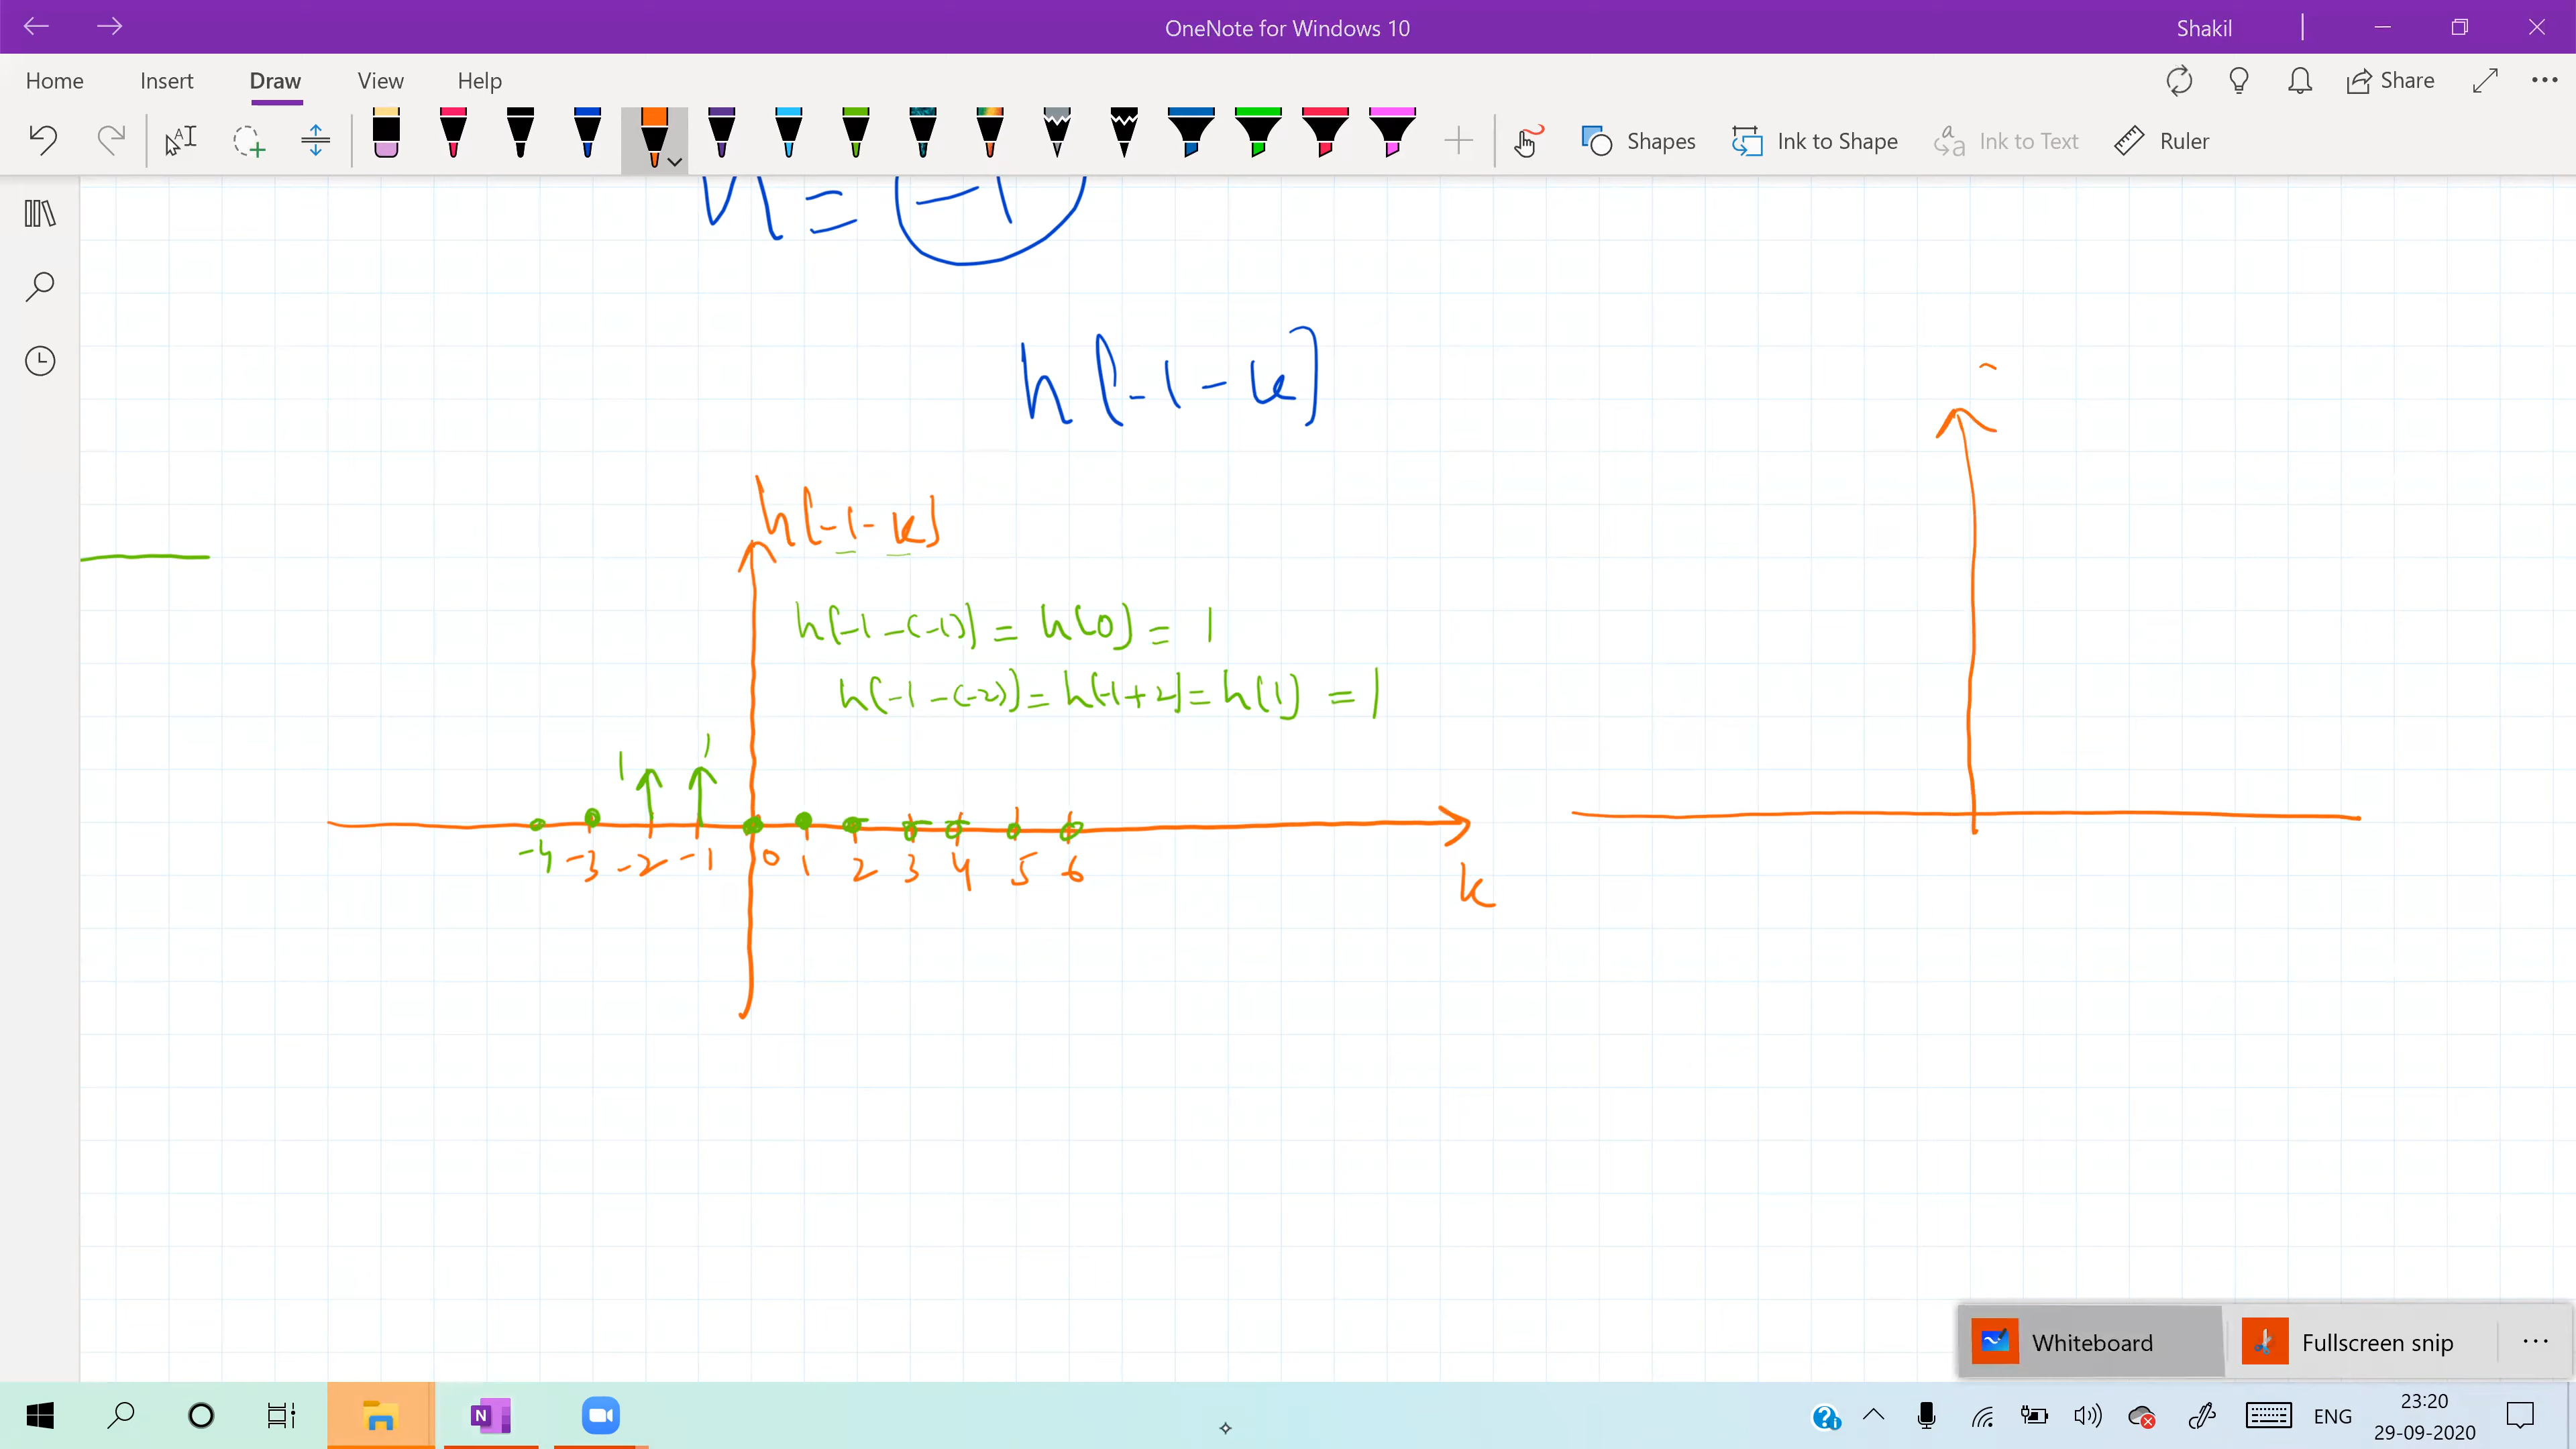 OneNote for Windows 10
Shakil
Home Insert Draw View Help
Share
Shapes Ink to Shape Ink to Text Ruler
n = -1
h[-1-k]
h[-1-k]
h[-1-(-1)] = h[0] = 1
h[-1-(-2)] = h[-1+2] = h[1] = 1
1 1
-4 -3 -2 -1 0 1 2 3 4 5 6
k
Whiteboard
Fullscreen snip
ENG
23:20
29-09-2020